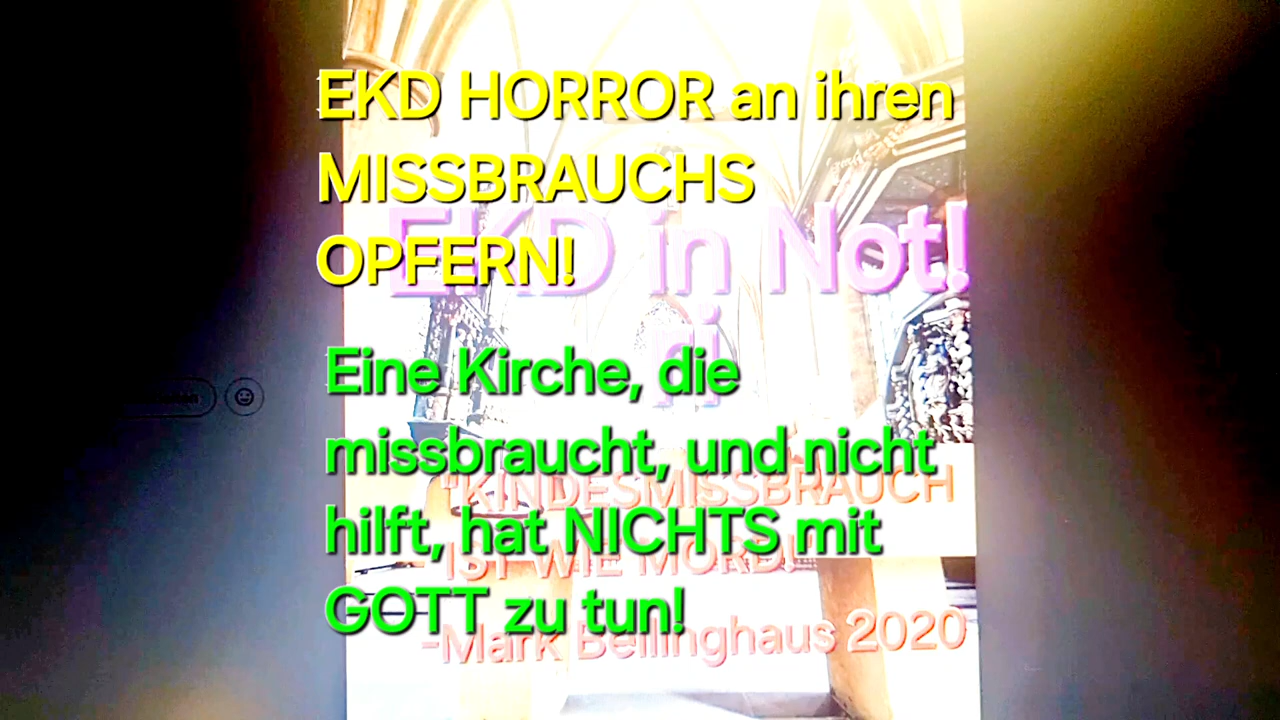 EKD HORROR an ihren
MISSBRAUCHS
OPFERN!
EKD in Not!
Eine Kirche, die
missbraucht, und nicht
hilft, hat NICHTS mit
GOTT zu tun!
"KINDESMISSBRAUCH
IST WIE MORD!"
-Mark Bellinghaus 2020